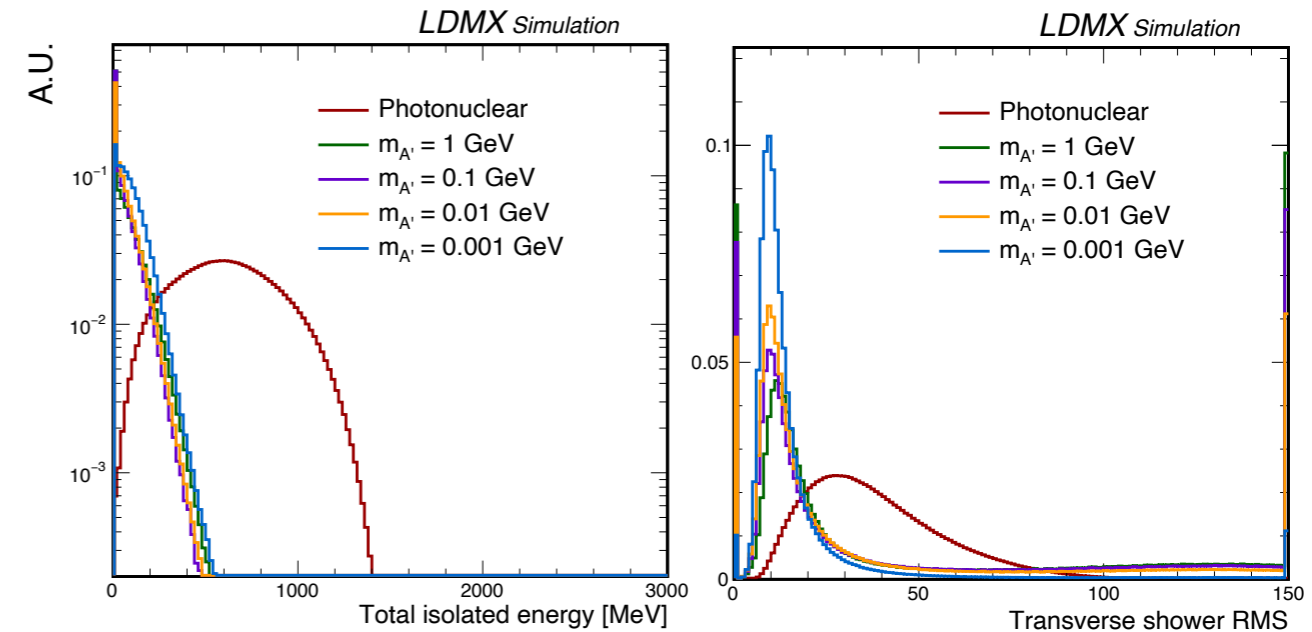 LDMX Simulation
A.U.
Photonuclear
m_A' = 1 GeV
m_A' = 0.1 GeV
m_A' = 0.01 GeV
m_A' = 0.001 GeV
10⁻¹
10⁻²
10⁻³
0 1000 2000 3000
Total isolated energy [MeV]
LDMX Simulation
Photonuclear
m_A' = 1 GeV
m_A' = 0.1 GeV
m_A' = 0.01 GeV
m_A' = 0.001 GeV
0.1
0.05
0
0 50 100 150
Transverse shower RMS